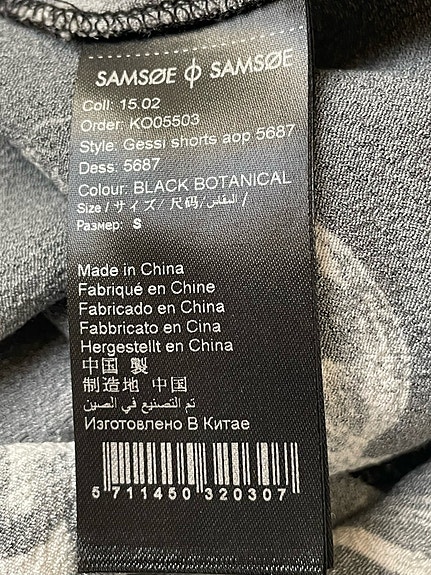 SAMSØE ϕ SAMSØE
Coll: 15.02
Order: KO05503
Style: Gessi shorts aop 5687
Dess: 5687
Colour: BLACK BOTANICAL
Size / サイズ / 尺码/ المقاس /
Размер: S
Made in China
Fabriqué en Chine
Fabricado en China
Fabbricato en Cina
Hergestellt en China
中国 製
制造地 中国
تم التصنيع في الصين
Изготовлено В Китае
5 711450 320307